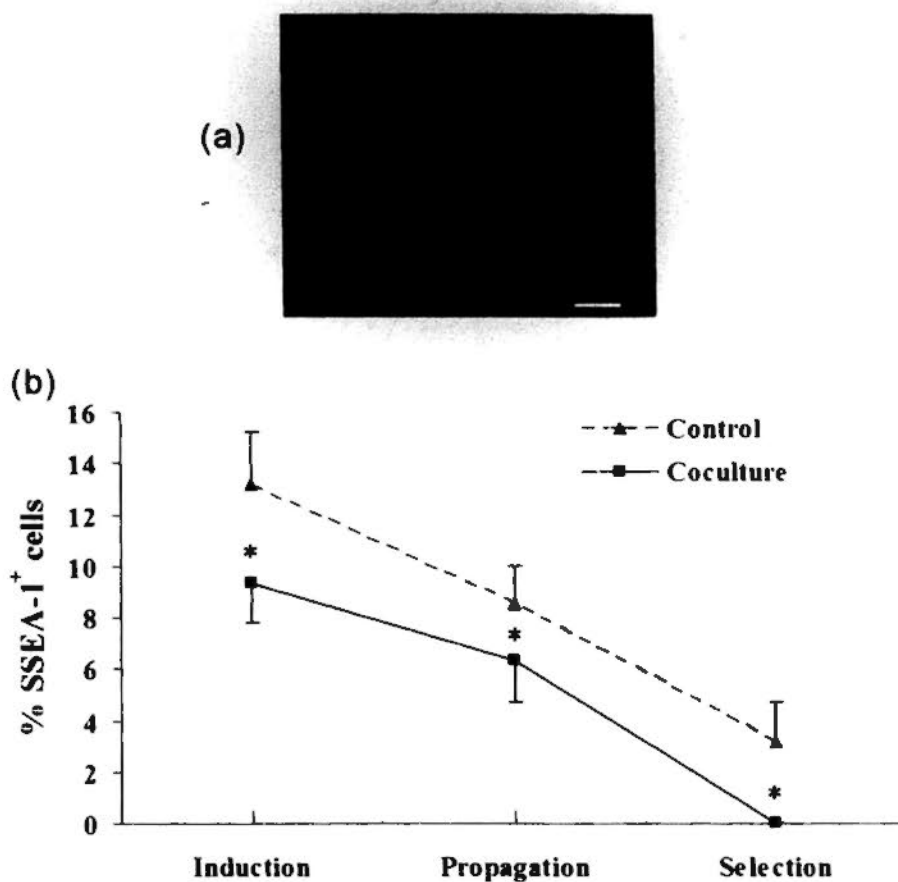 (a)
(b)
16
14
12
10
8
6
4
2
0
% SSEA-1⁺ cells
Control
Coculture
*
*
*
Induction Propagation Selection